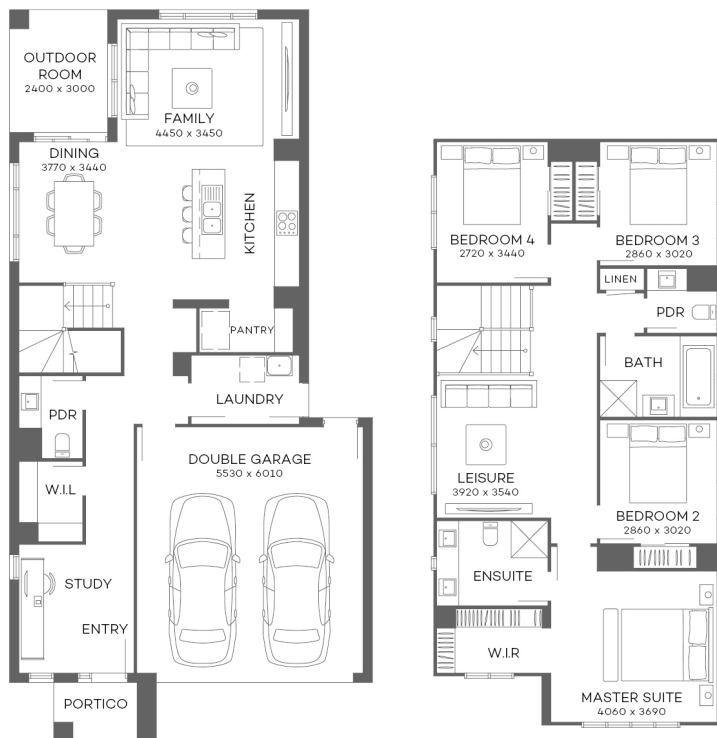 OUTDOOR
ROOM
2400 x 3000
FAMILY
4450 x 3450
DINING
3770 x 3440
KITCHEN
PANTRY
LAUNDRY
PDR
W.I.L
DOUBLE GARAGE
5530 x 6010
STUDY
ENTRY
PORTICO
BEDROOM 4
2720 x 3440
BEDROOM 3
2860 x 3020
LINEN
PDR
BATH
LEISURE
3920 x 3540
BEDROOM 2
2860 x 3020
ENSUITE
W.I.R
MASTER SUITE
4060 x 3690